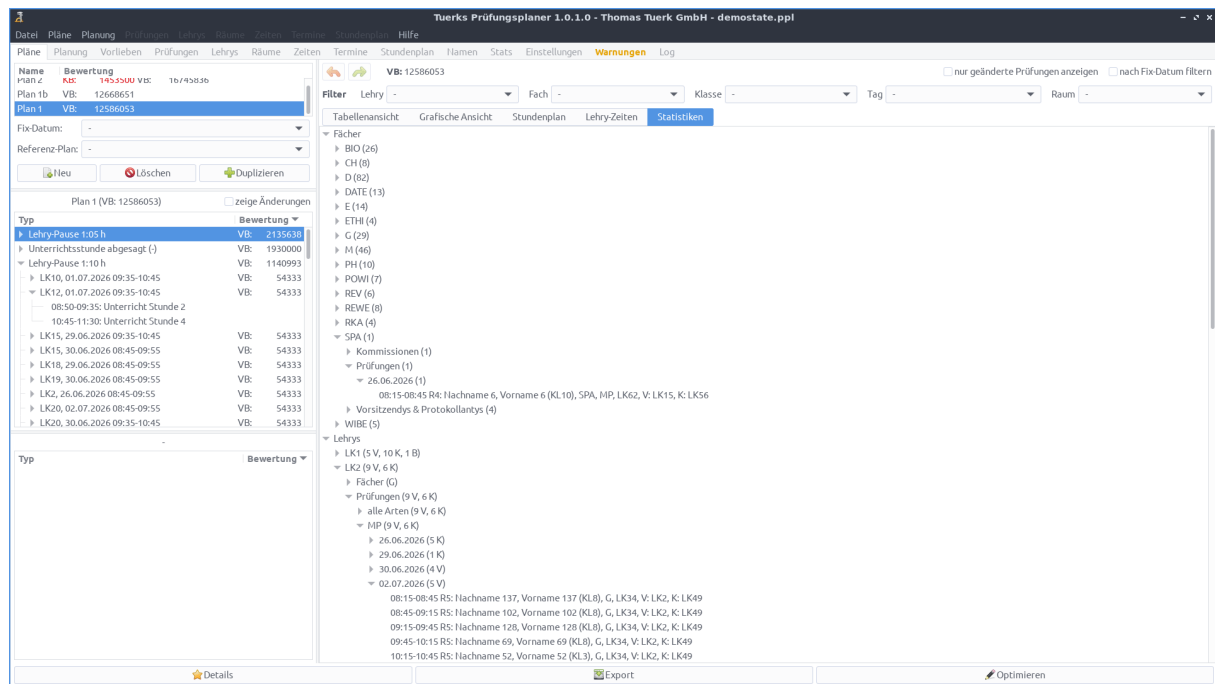 Tuerks Prüfungsplaner 1.0.1.0 - Thomas Tuerk GmbH - demostate.ppl
Datei Pläne Planung Prüfungen Lehrys Räume Zeiten Termine Stundenplan Hilfe
Pläne Planung Vorlieben Prüfungen Lehrys Räume Zeiten Termine Stundenplan Namen Stats Einstellungen Warnungen Log
Name Bewertung
Plan 2 KB: 1453500 VB: 16745836
Plan 1b VB: 12668651
Plan 1 VB: 12586053
Fix-Datum: -
Referenz-Plan: -
Neu Löschen Duplizieren
Plan 1 (VB: 12586053) zeige Änderungen
Typ Bewertung
Lehry-Pause 1:05 h VB: 2135638
Unterrichtsstunde abgesagt (-) VB: 1930000
Lehry-Pause 1:10 h VB: 1140993
LK10, 01.07.2026 09:35-10:45 VB: 54333
LK12, 01.07.2026 09:35-10:45 VB: 54333
08:50-09:35: Unterricht Stunde 2
10:45-11:30: Unterricht Stunde 4
LK15, 29.06.2026 09:35-10:45 VB: 54333
LK15, 30.06.2026 08:45-09:55 VB: 54333
LK18, 29.06.2026 09:35-10:45 VB: 54333
LK19, 30.06.2026 08:45-09:55 VB: 54333
LK2, 26.06.2026 08:45-09:55 VB: 54333
LK20, 02.07.2026 08:45-09:55 VB: 54333
LK20, 30.06.2026 09:35-10:45 VB: 54333
-
Typ Bewertung
VB: 12586053 nur geänderte Prüfungen anzeigen nach Fix-Datum filtern
Filter Lehry - Fach - Klasse - Tag - Raum -
Tabellenansicht Grafische Ansicht Stundenplan Lehry-Zeiten Statistiken
Fächer
BIO (26)
CH (8)
D (82)
DATE (13)
E (14)
ETHI (4)
G (29)
M (46)
PH (10)
POWI (7)
REV (6)
REWE (8)
RKA (4)
SPA (1)
Kommissionen (1)
Prüfungen (1)
26.06.2026 (1)
08:15-08:45 R4: Nachname 6, Vorname 6 (KL10), SPA, MP, LK62, V: LK15, K: LK56
Vorsitzendys & Protokollantys (4)
WIBE (5)
Lehrys
LK1 (5 V, 10 K, 1 B)
LK2 (9 V, 6 K)
Fächer (G)
Prüfungen (9 V, 6 K)
alle Arten (9 V, 6 K)
MP (9 V, 6 K)
26.06.2026 (5 K)
29.06.2026 (1 K)
30.06.2026 (4 V)
02.07.2026 (5 V)
08:15-08:45 R5: Nachname 137, Vorname 137 (KL8), G, LK34, V: LK2, K: LK49
08:45-09:15 R5: Nachname 102, Vorname 102 (KL8), G, LK34, V: LK2, K: LK49
09:15-09:45 R5: Nachname 128, Vorname 128 (KL8), G, LK34, V: LK2, K: LK49
09:45-10:15 R5: Nachname 69, Vorname 69 (KL8), G, LK34, V: LK2, K: LK49
10:15-10:45 R5: Nachname 52, Vorname 52 (KL3), G, LK34, V: LK2, K: LK49
Details Export Optimieren